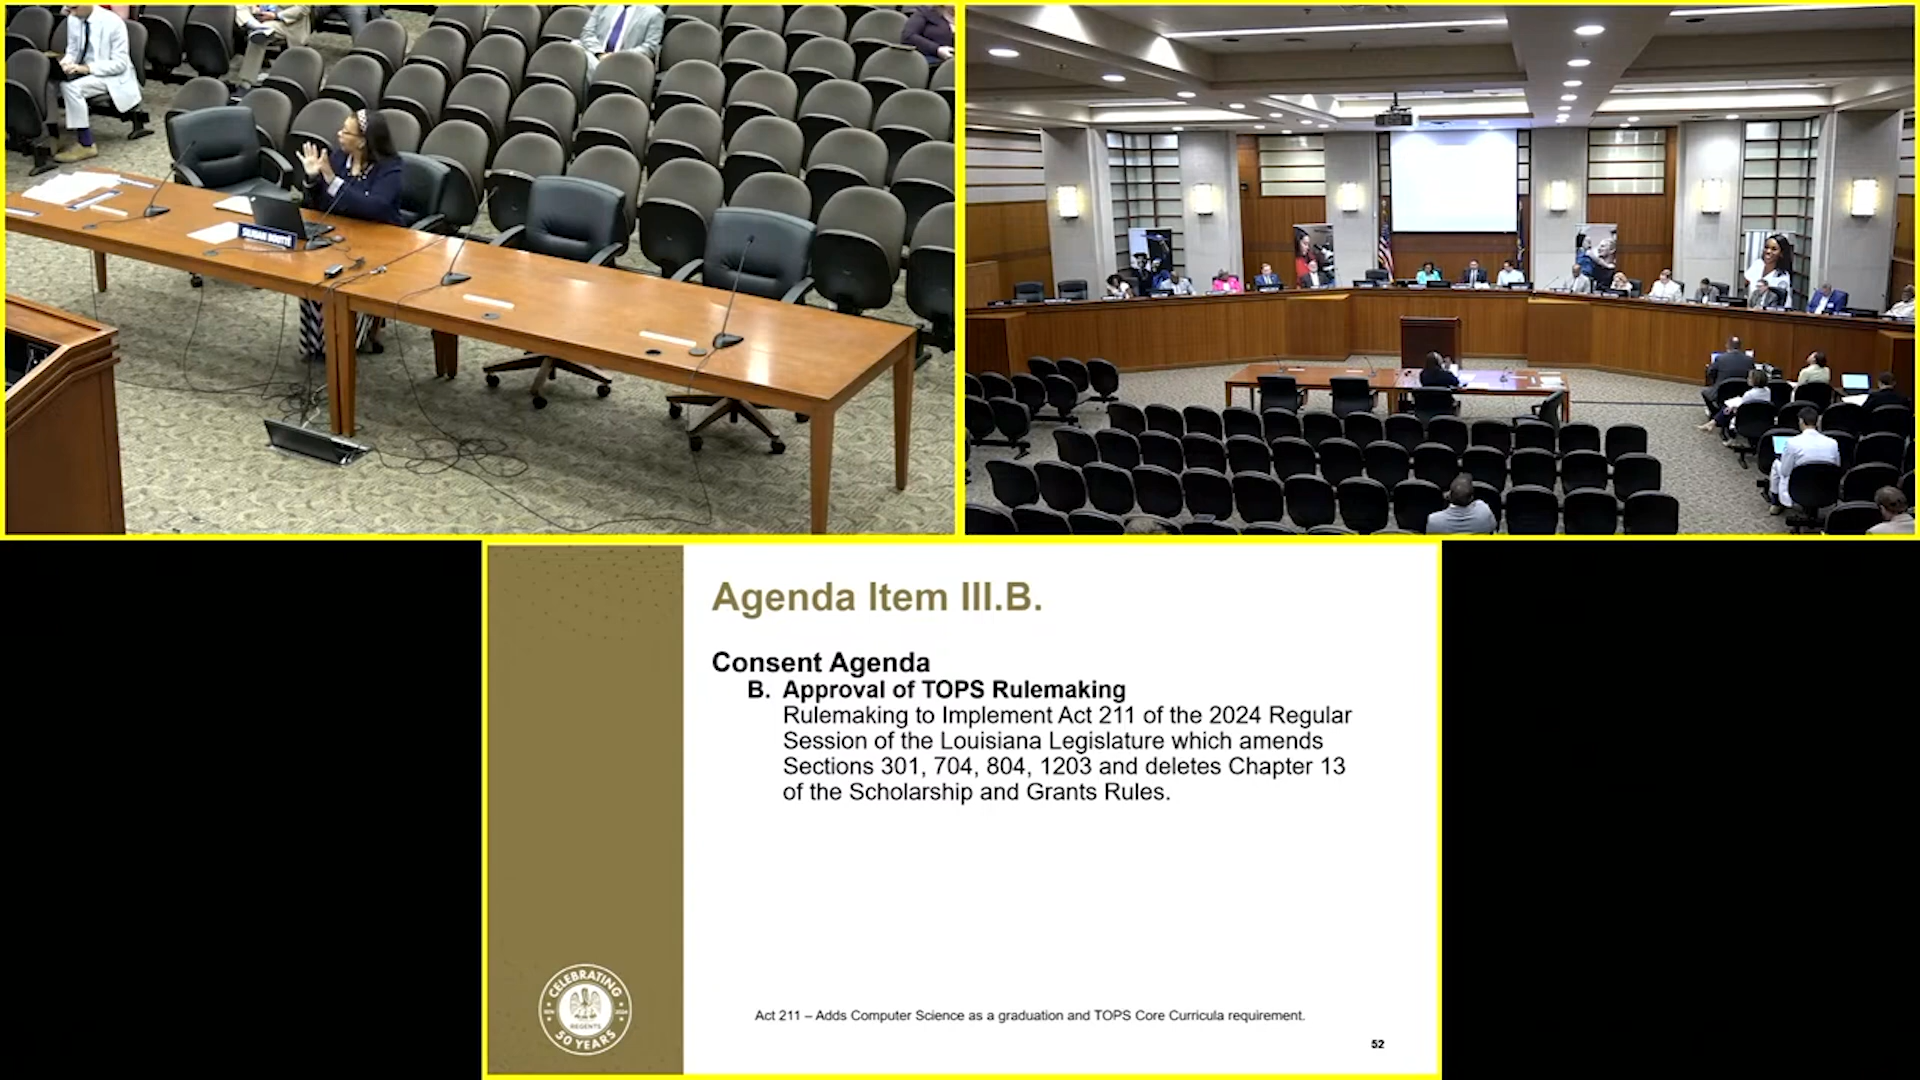 Agenda Item III.B.
Consent Agenda
B. Approval of TOPS Rulemaking
Rulemaking to Implement Act 211 of the 2024 Regular
Session of the Louisiana Legislature which amends
Sections 301, 704, 804, 1203 and deletes Chapter 13
of the Scholarship and Grants Rules.
CELEBRATING
REGENTS
50 YEARS
Act 211 – Adds Computer Science as a graduation and TOPS Core Curricula requirement.
52